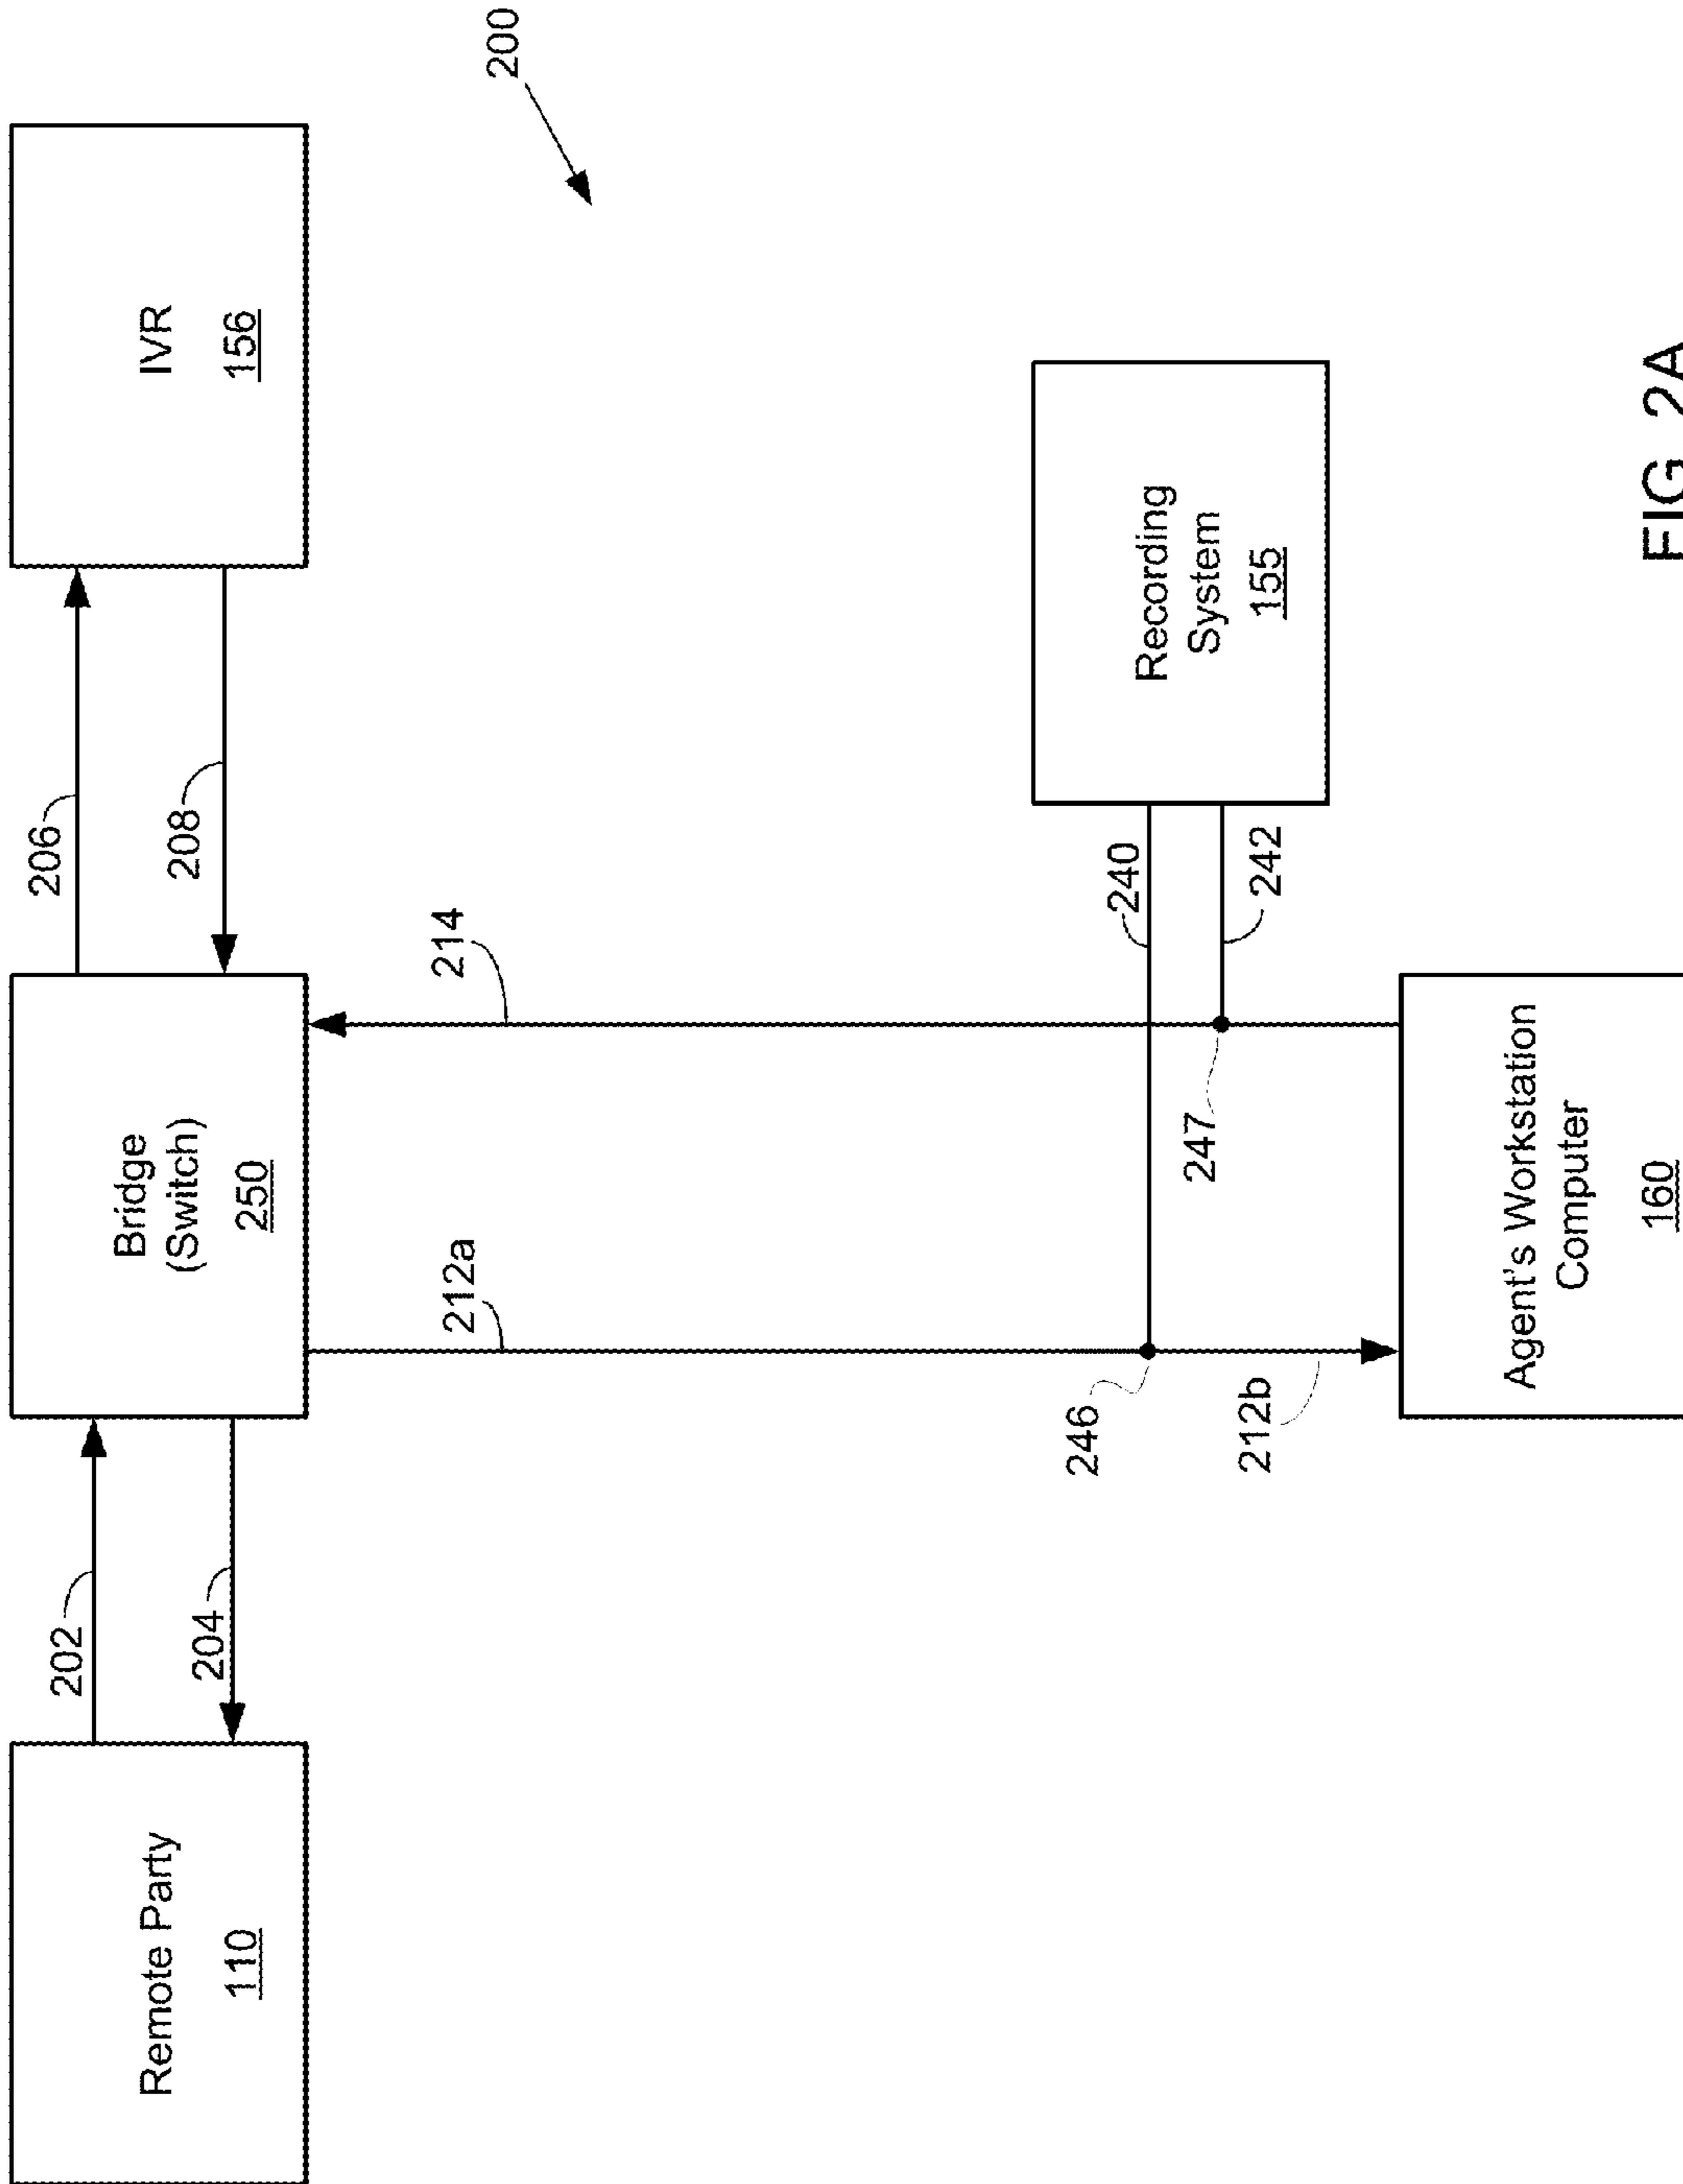 Remote Party
110
202
204
Bridge
(Switch)
250
206
208
IVR
156
200
212a
214
246
212b
247
240
242
Recording
System
155
Agent's Workstation
Computer
160
FIG. 2A